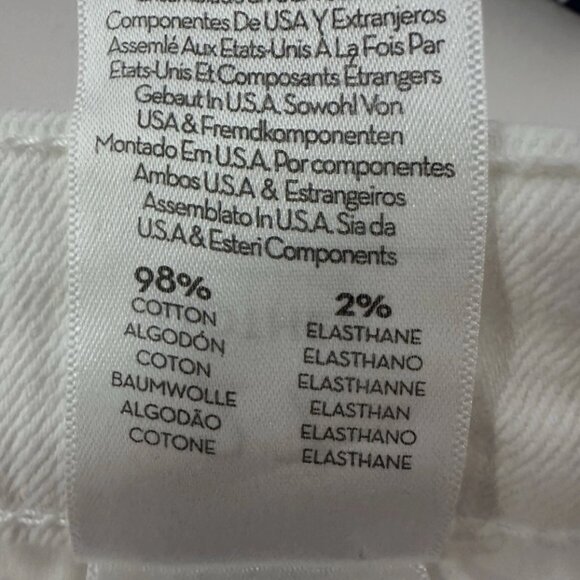 Componentes De USA Y Extranjeros
Assemlé Aux Etats-Unis À La Fois Par
Etats-Unis Et Composants Étrangers
Gebaut In U.S.A. Sowohl Von
USA & Fremdkomponenten
Montado Em U.S.A. Por componentes
Ambos U.S.A & Estrangeiros
Assemblato In U.S.A. Sia da
U.S.A & Esteri Components
98%
COTTON
ALGODÓN
COTON
BAUMWOLLE
ALGODÃO
COTONE
2%
ELASTHANE
ELASTHANO
ELASTHANNE
ELASTHAN
ELASTHANO
ELASTHANE